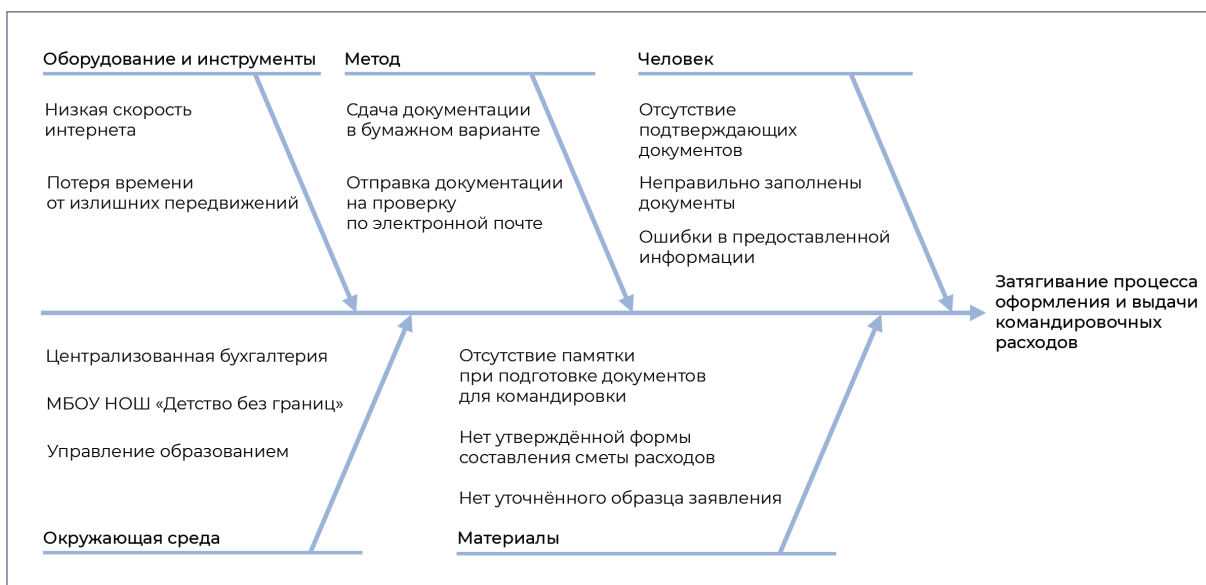 Оборудование и инструменты
Низкая скорость
интернета
Потеря времени
от излишних передвижений
Метод
Сдача документации
в бумажном варианте
Отправка документации
на проверку
по электронной почте
Человек
Отсутствие
подтверждающих
документов
Неправильно заполнены
документы
Ошибки в предоставленной
информации
Затягивание процесса
оформления и выдачи
командировочных
расходов
Централизованная бухгалтерия
МБОУ НОШ «Детство без границ»
Управление образованием
Окружающая среда
Отсутствие памятки
при подготовке документов
для командировки
Нет утверждённой формы
составления сметы расходов
Нет уточнённого образца заявления
Материалы